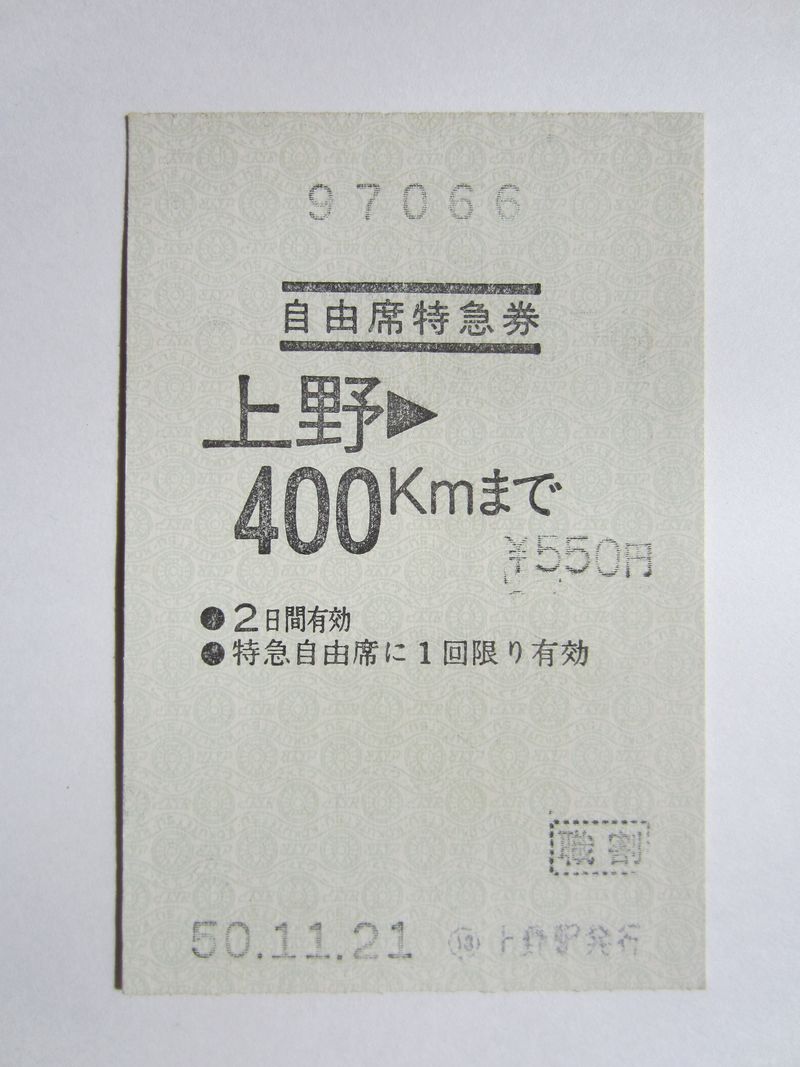 97066
自由席特急券
上野▶
400Kmまで
¥550円
●2日間有効
●特急自由席に1回限り有効
職割
50.11.21 上野駅発行